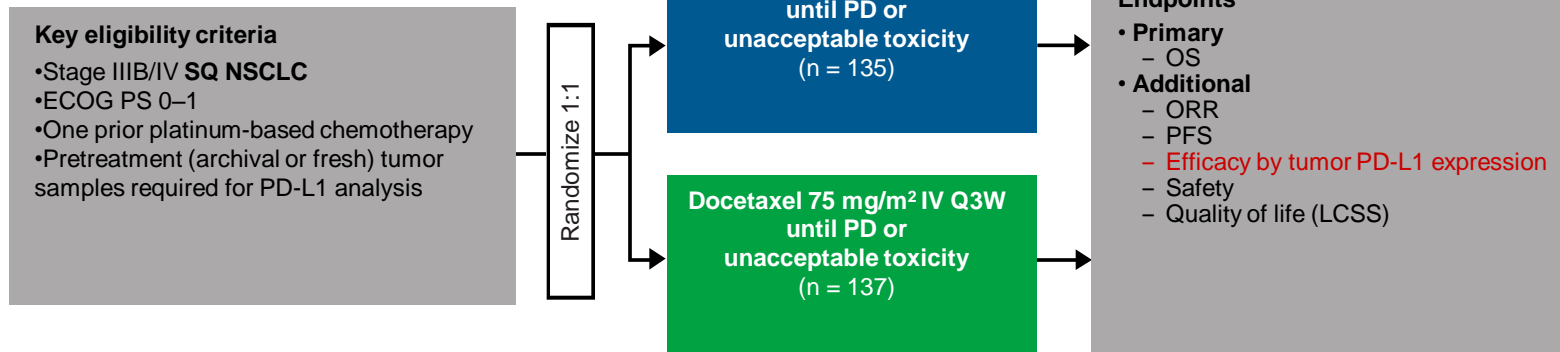 Key eligibility criteria
•Stage IIIB/IV SQ NSCLC
•ECOG PS 0–1
•One prior platinum-based chemotherapy
•Pretreatment (archival or fresh) tumor
samples required for PD-L1 analysis
Randomize 1:1
until PD or
unacceptable toxicity
(n = 135)
Docetaxel 75 mg/m² IV Q3W
until PD or
unacceptable toxicity
(n = 137)
Endpoints
• Primary
– OS
• Additional
– ORR
– PFS
– Efficacy by tumor PD-L1 expression
– Safety
– Quality of life (LCSS)